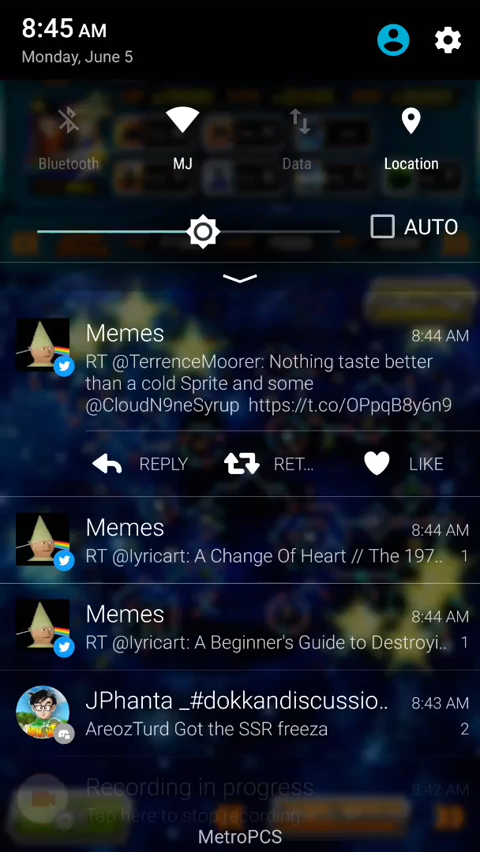 8:45 AM
Monday, June 5
Bluetooth
MJ
Data
Location
AUTO
Memes
8:44 AM
RT @TerrenceMoorer: Nothing taste better
than a cold Sprite and some
@CloudN9neSyrup https://t.co/OPpqB8y6n9
REPLY
RET...
LIKE
Memes
8:44 AM
RT @lyricart: A Change Of Heart // The 197..
1
Memes
8:44 AM
RT @lyricart: A Beginner's Guide to Destroyi..
1
JPhanta _#dokkandiscussio..
8:43 AM
AreozTurd Got the SSR freeza
2
Recording in progress
8:42 AM
Tap here to stop recording
MetroPCS